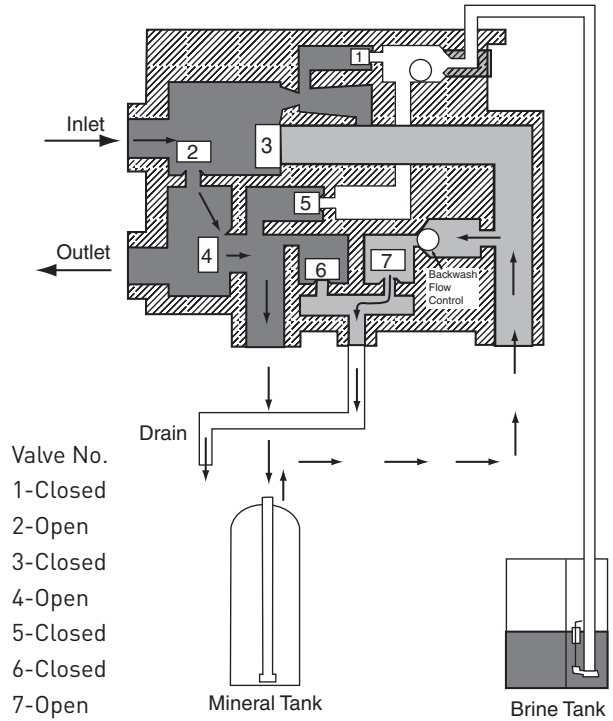 1
Inlet
2
3
5
Outlet
4
6
7
Backwash
Flow
Control
Drain
Valve No.
1-Closed
2-Open
3-Closed
4-Open
5-Closed
6-Closed
7-Open
Mineral Tank
Brine Tank